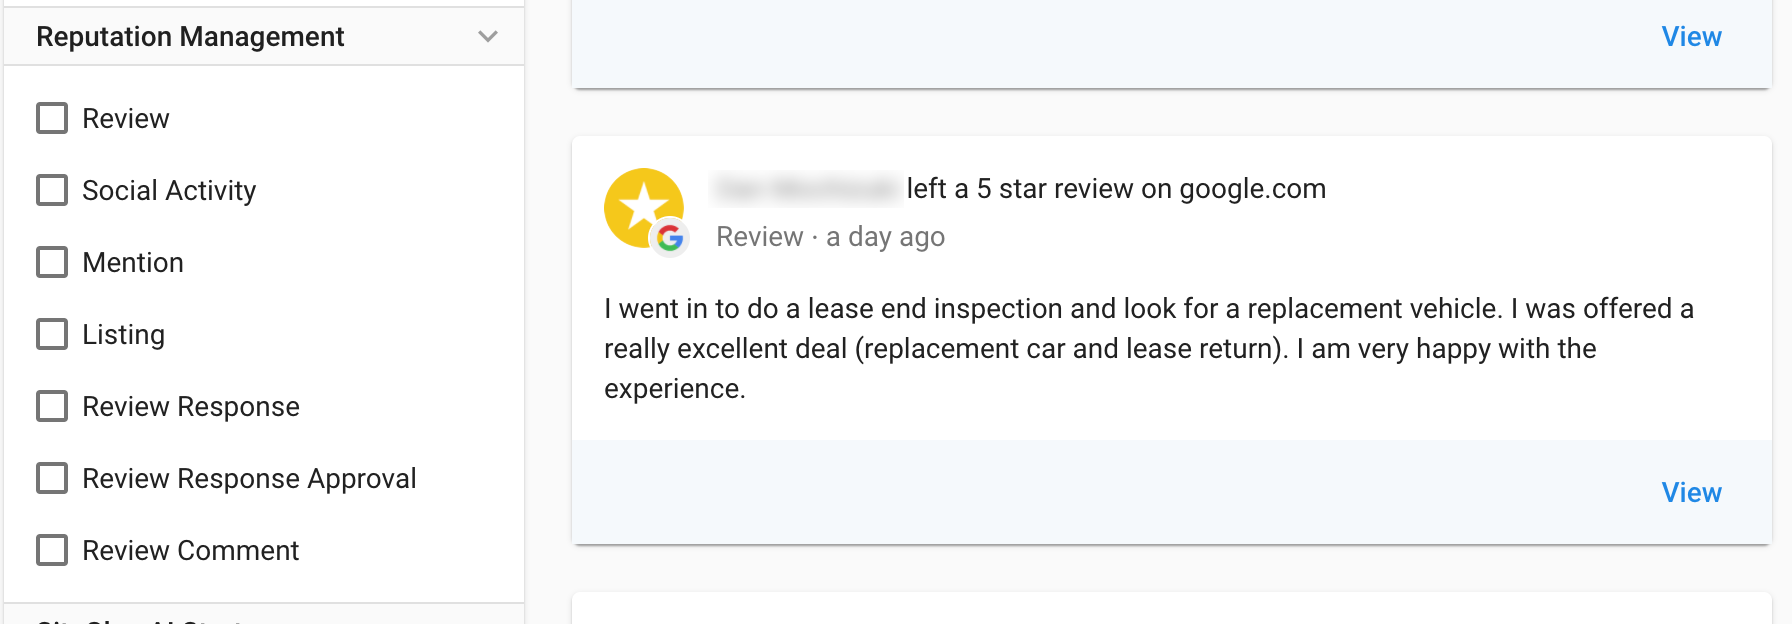 Reputation Management
Review
Social Activity
Mention
Listing
Review Response
Review Response Approval
Review Comment
View
left a 5 star review on google.com
Review · a day ago
I went in to do a lease end inspection and look for a replacement vehicle. I was offered a
really excellent deal (replacement car and lease return). I am very happy with the
experience.
View